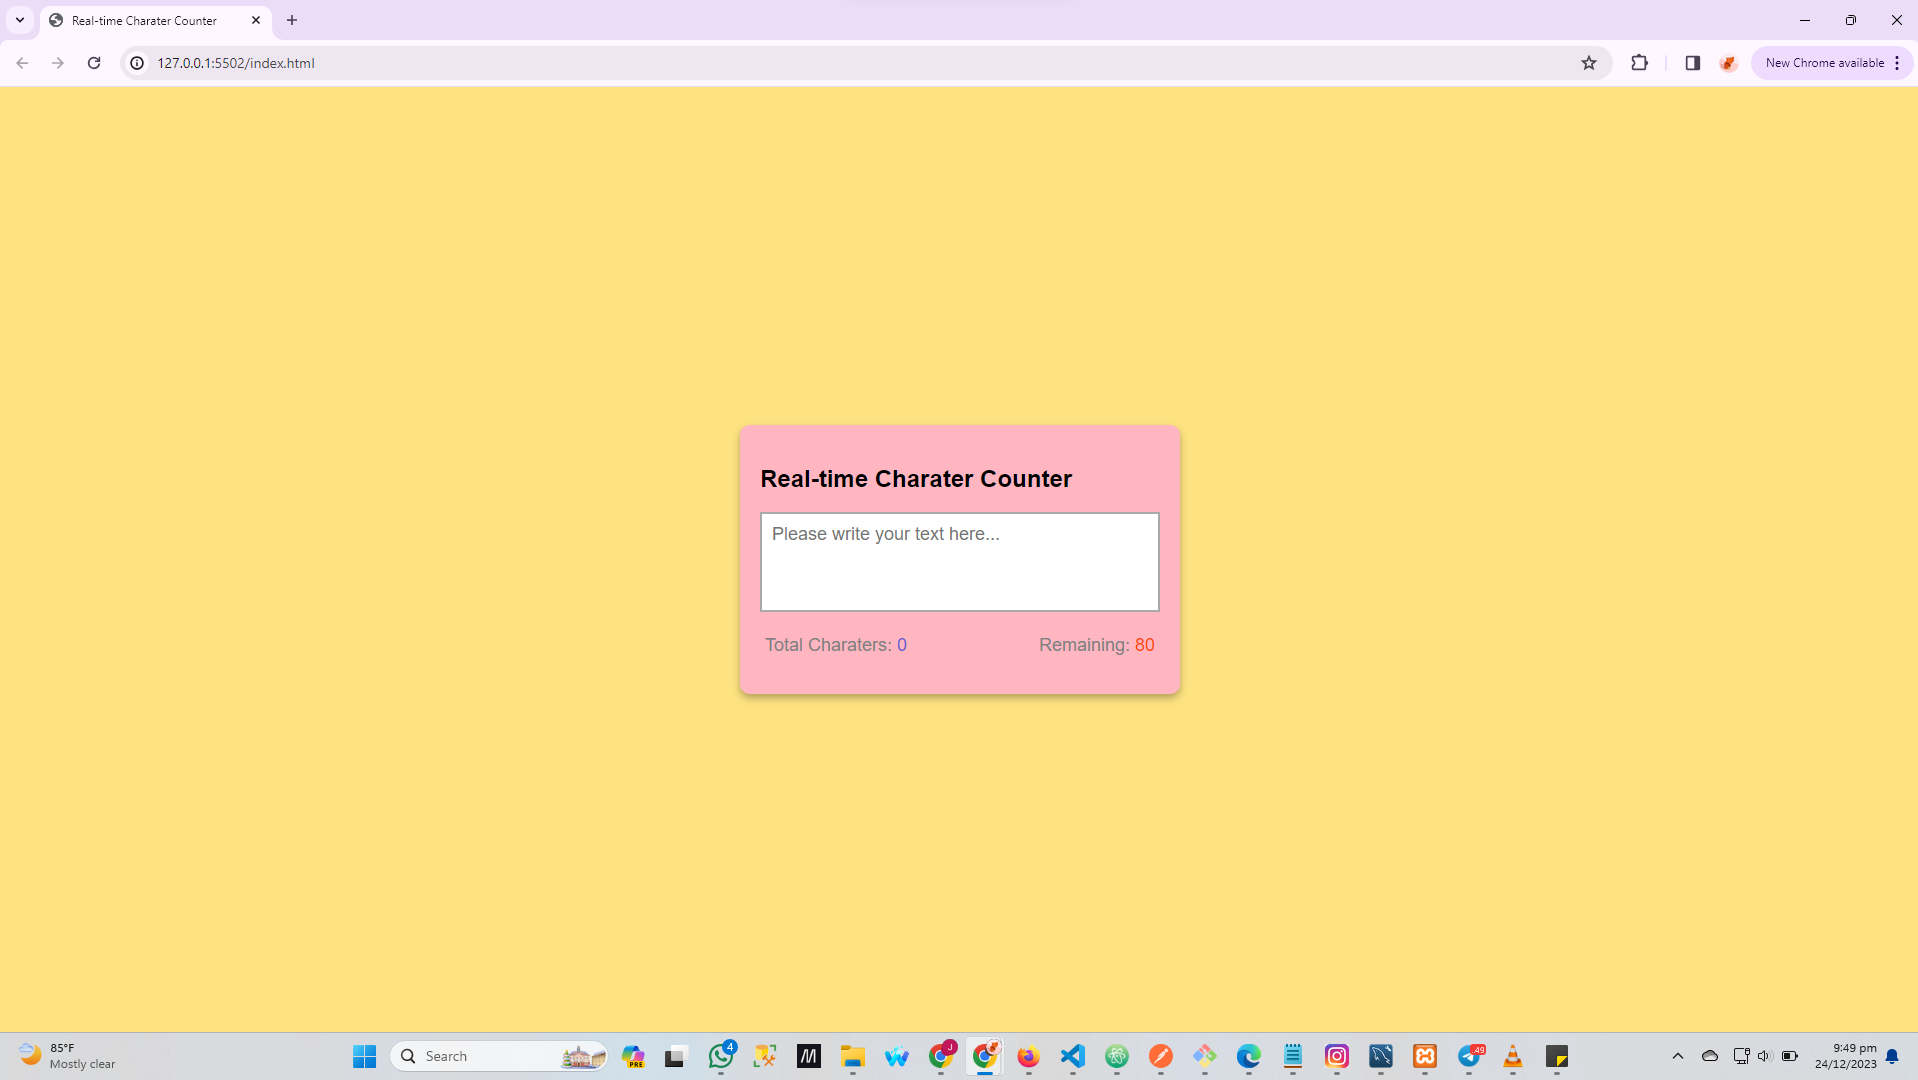 Real-time Charater Counter
127.0.0.1:5502/index.html
New Chrome available
Real-time Charater Counter
Please write your text here...
Total Charaters: 0
Remaining: 80
85°F
Mostly clear
Search
PRE
4
M
J
.49
9:49 pm
24/12/2023